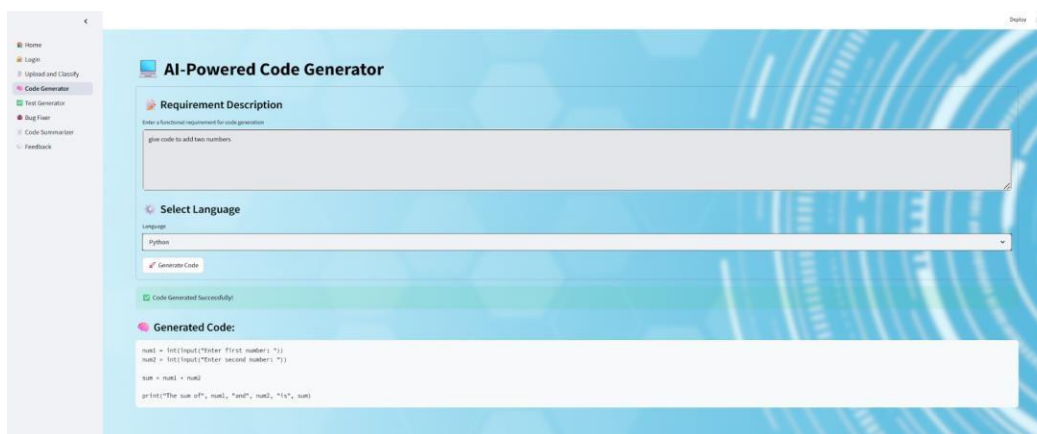 Deploy
Home
Login
Upload and Classify
Code Generator
Test Generator
Bug Fixer
Code Summarizer
Feedback
AI-Powered Code Generator
Requirement Description
Enter a functional requirement for code generation
give code to add two numbers
Select Language
Language
Python
Generate Code
Code Generated Successfully!
Generated Code:
num1 = int(input("Enter first number: "))
num2 = int(input("Enter second number: "))
sum = num1 + num2
print("The sum of", num1, "and", num2, "is", sum)